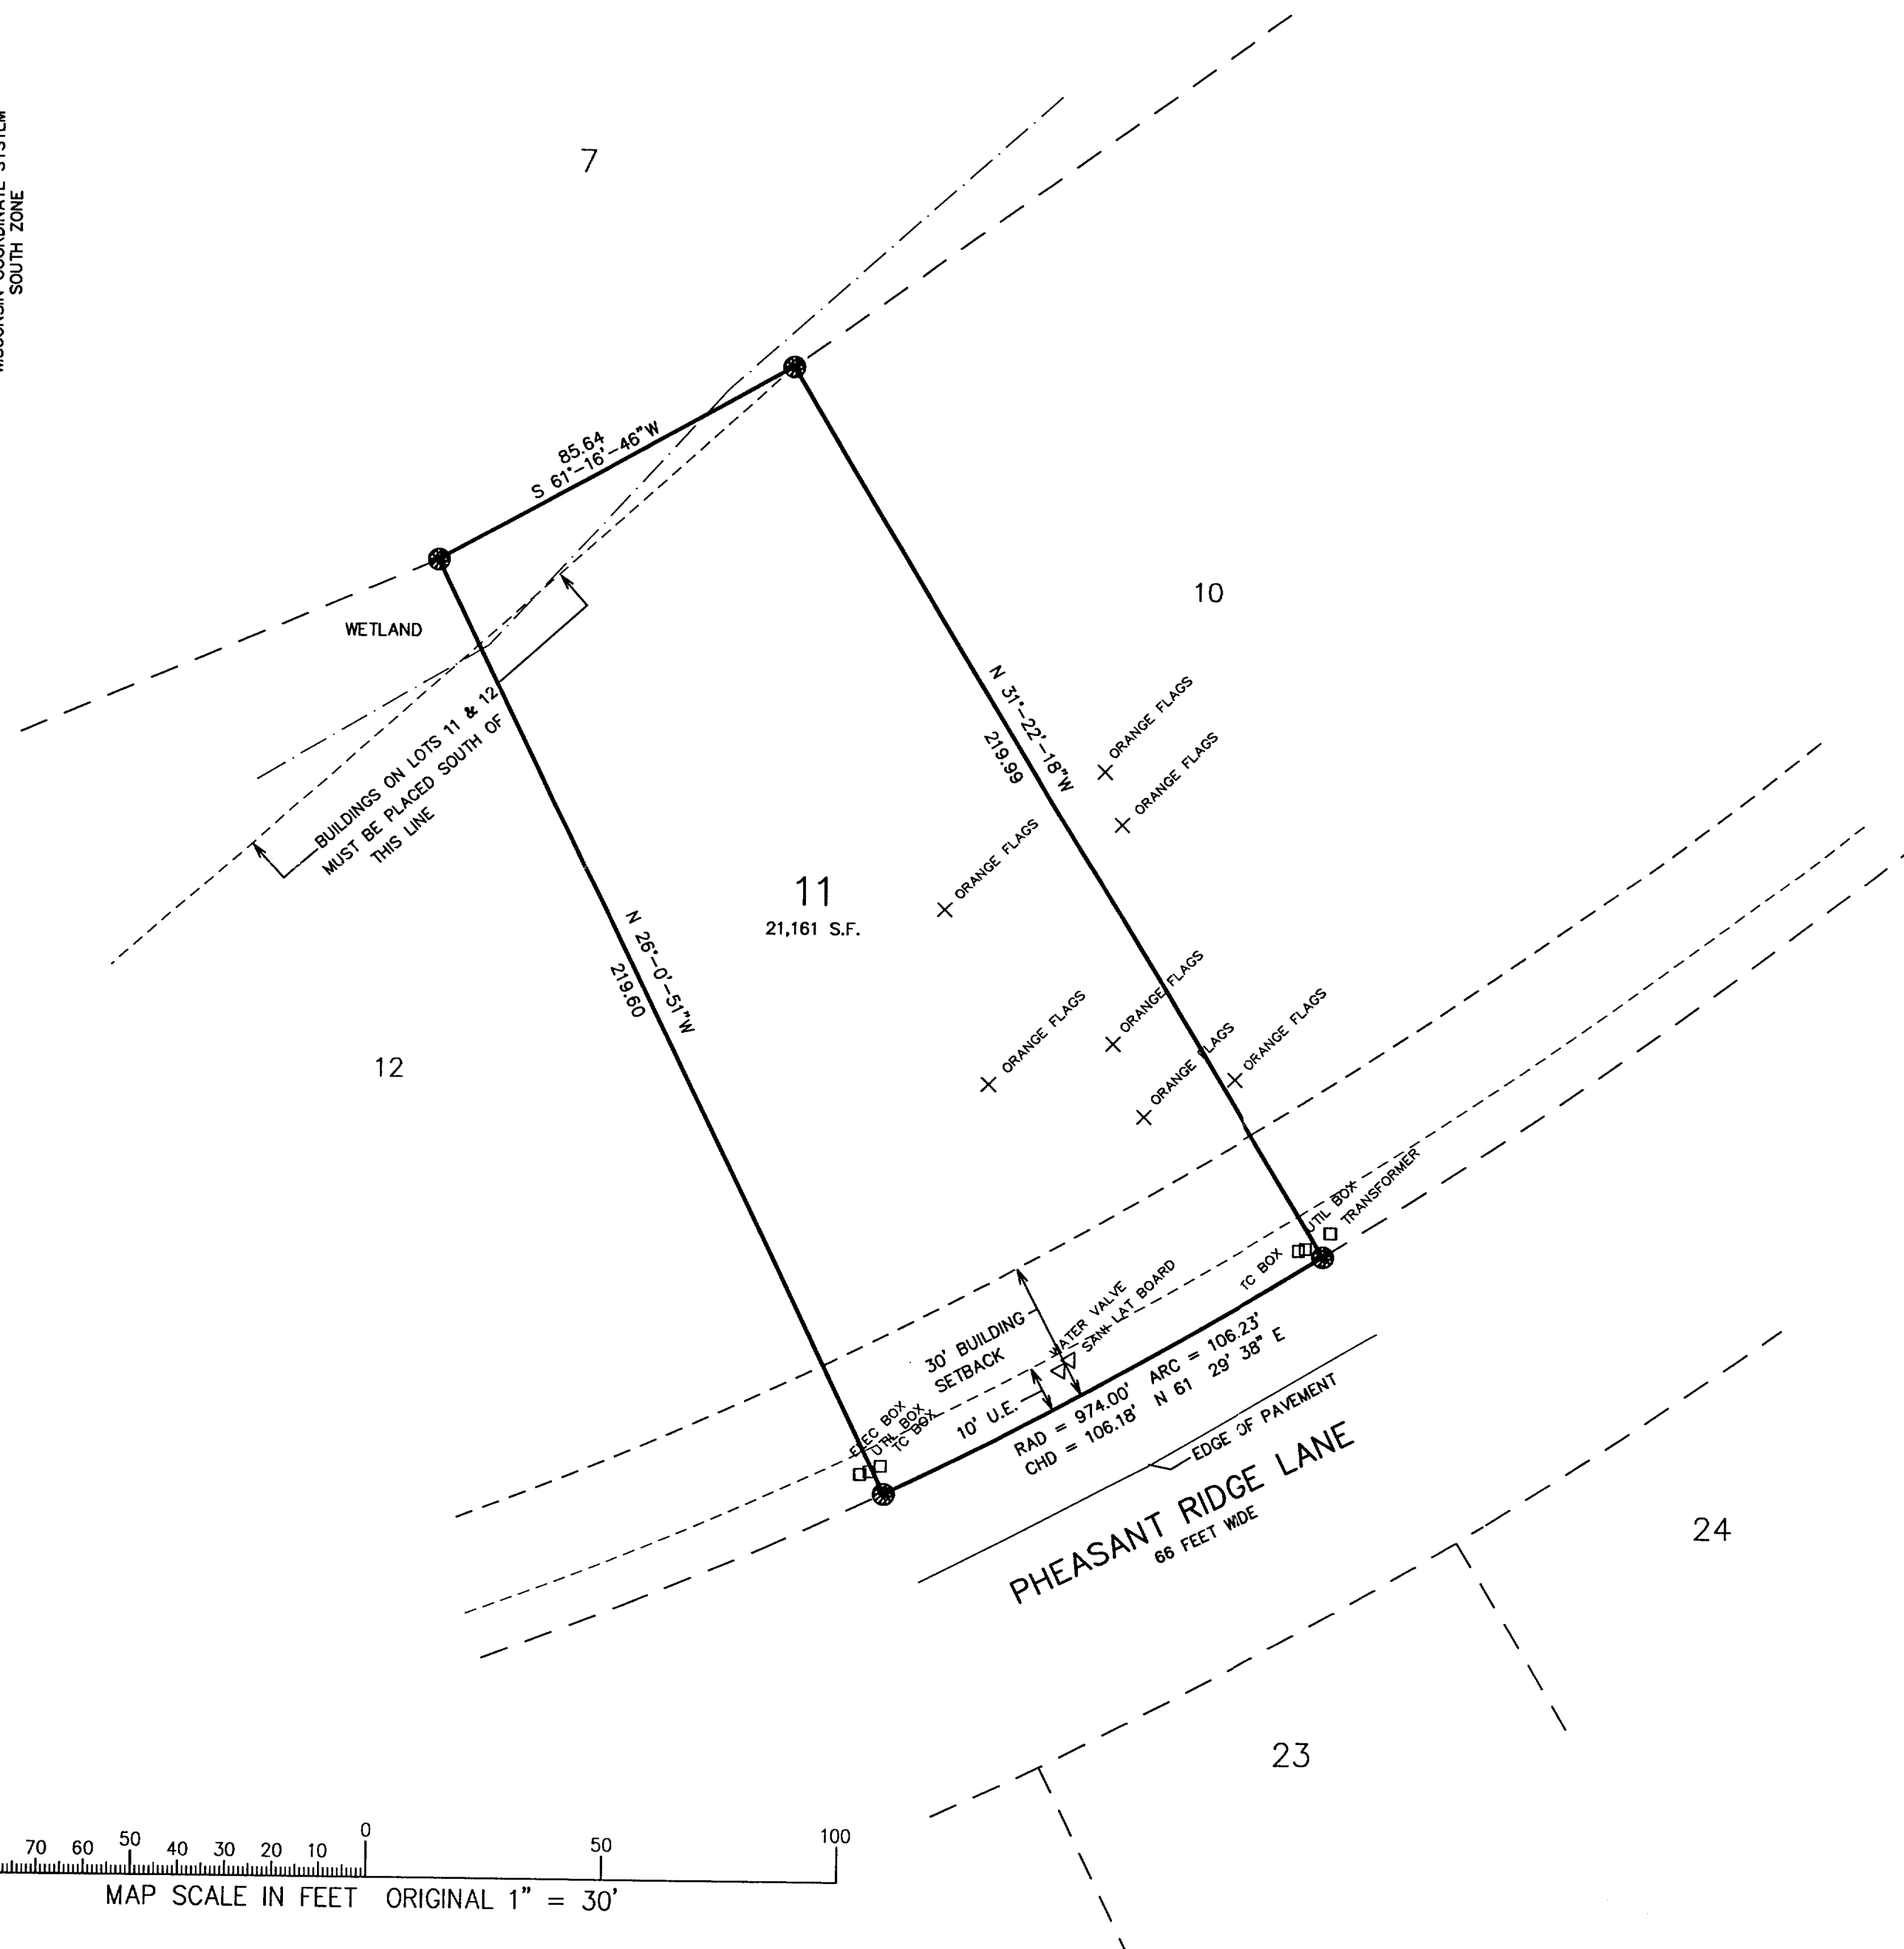 SOUTH ZONE
7
85.64
S 61°-16'-46"W
WETLAND
10
BUILDINGS ON LOTS 11 & 12
MUST BE PLACED SOUTH OF
THIS LINE
N 31°-22'-18"W
219.99
ORANGE FLAGS
ORANGE FLAGS
ORANGE FLAGS
11
21,161 S.F.
N 26°-0'-51"W
219.60
12
ORANGE FLAGS
ORANGE FLAGS
ORANGE FLAGS
ORANGE FLAGS
UTIL BOX
TRANSFORMER
TC BOX
WATER VALVE
SAN LAT BOARD
30' BUILDING
SETBACK
10' U.E.
ELEC BOX
UTIL BOX
TC BOX
RAD = 974.00' ARC = 106.23'
CHD = 106.18' N 61 29' 38" E
EDGE OF PAVEMENT
PHEASANT RIDGE LANE
66 FEET WIDE
24
23
70 60 50 40 30 20 10 0 50 100
MAP SCALE IN FEET ORIGINAL 1" = 30'